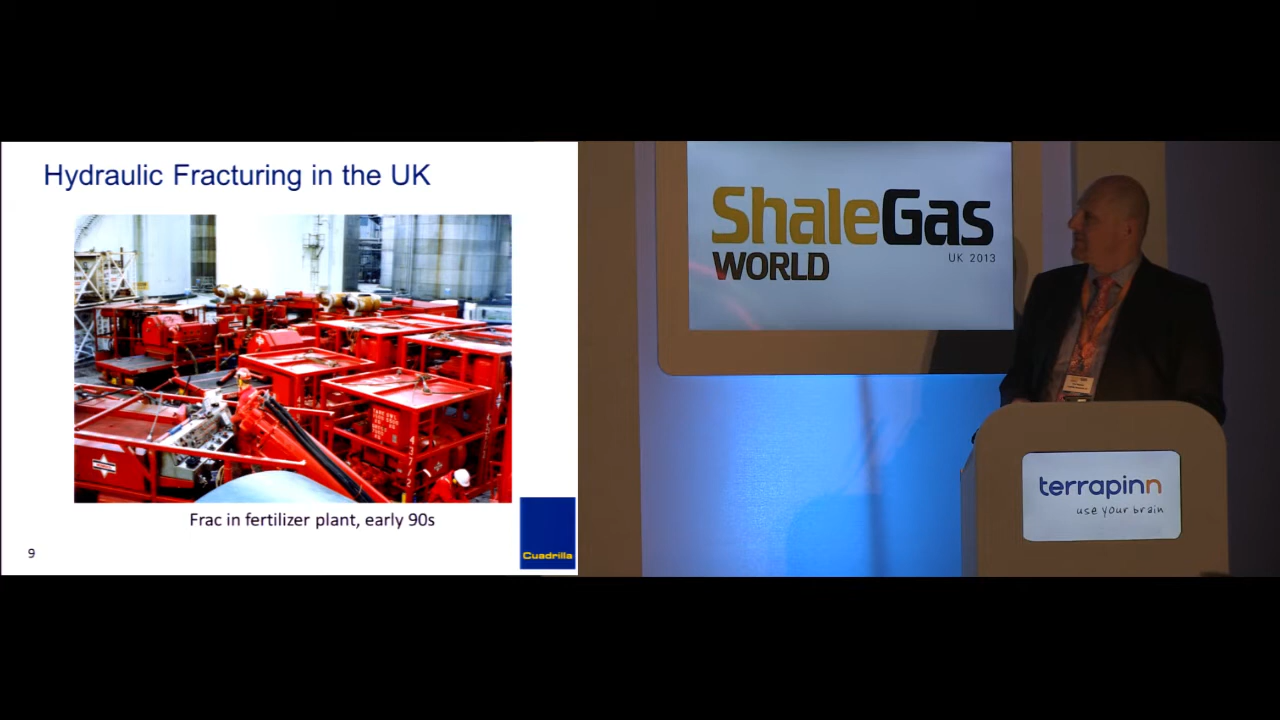 Hydraulic Fracturing in the UK
Frac in fertilizer plant, early 90s
9
Cuadrilla
ShaleGas
UK 2013
WORLD
terrapinn
use your brain